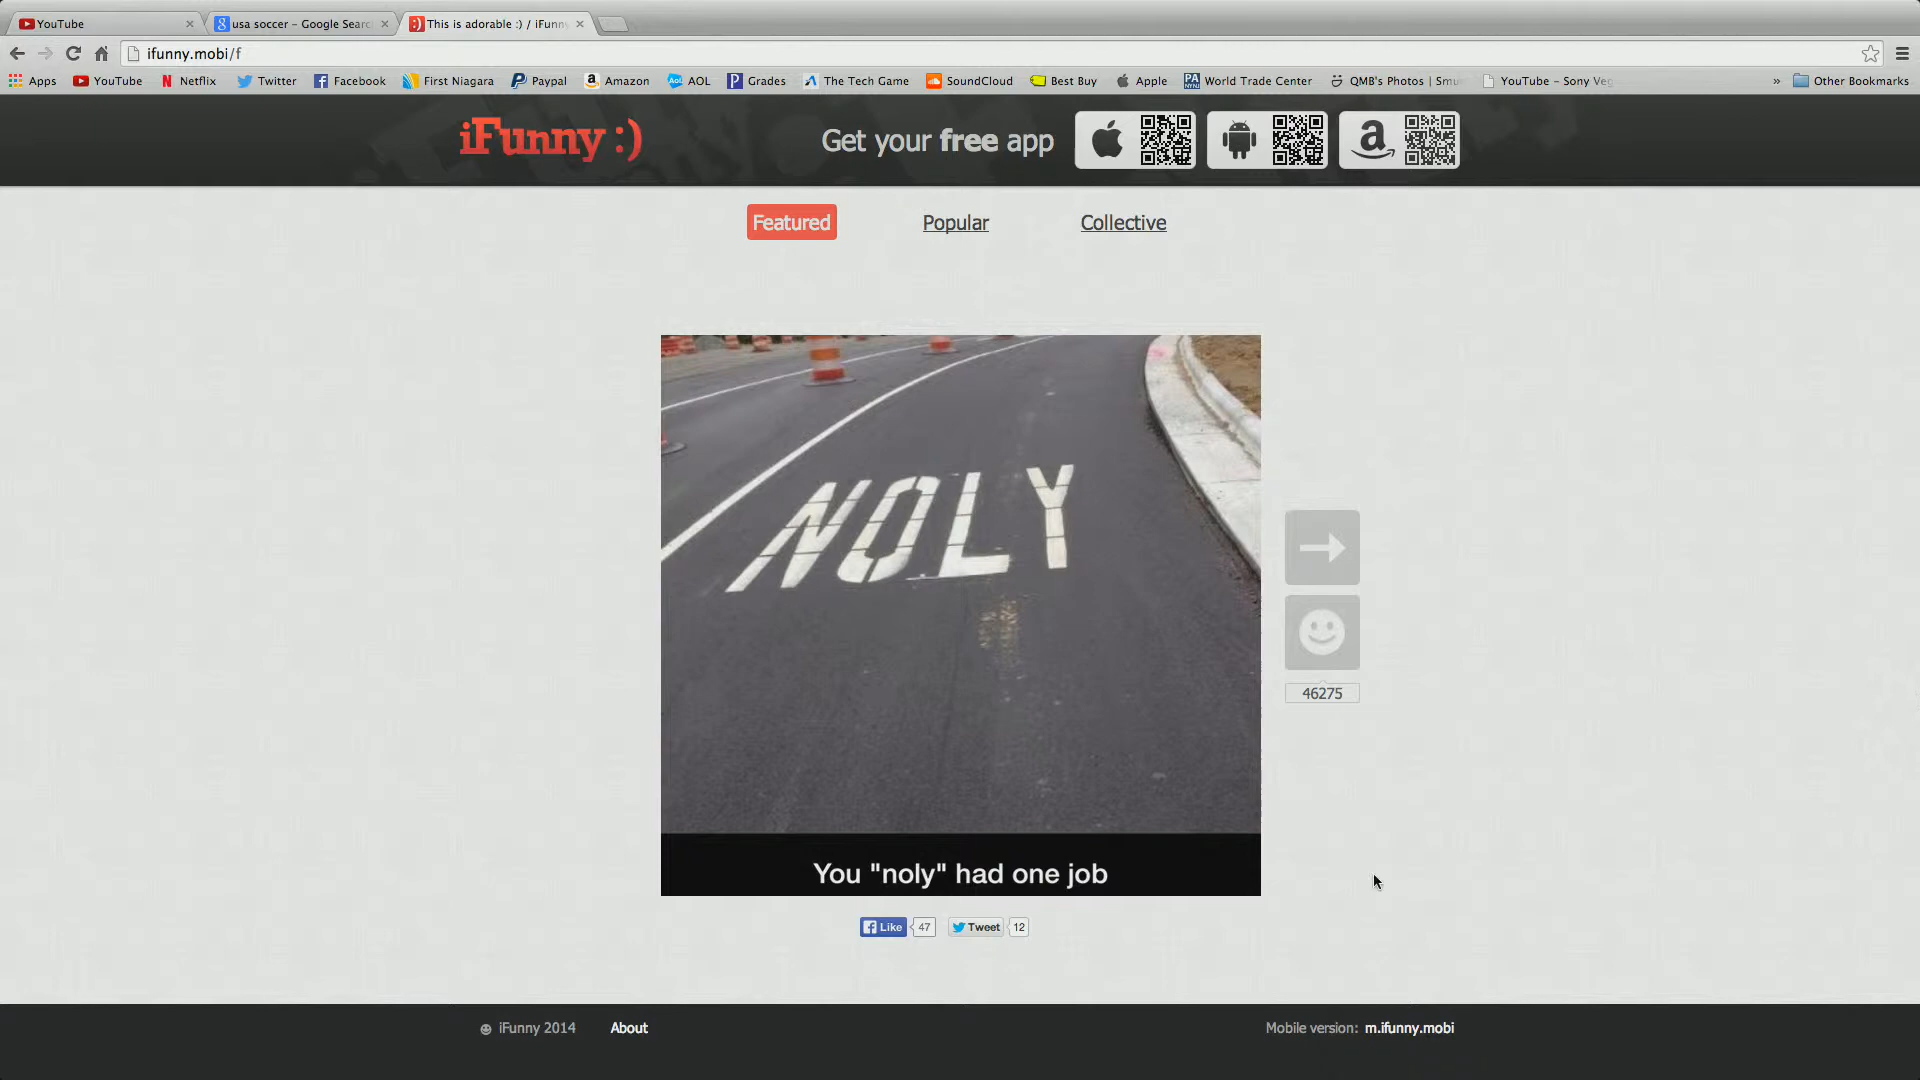 YouTube
usa soccer – Google Searc
:) This is adorable :) / iFunn
ifunny.mobi/f
Apps YouTube Netflix Twitter Facebook First Niagara Paypal Amazon AOL Grades The Tech Game SoundCloud Best Buy Apple World Trade Center QMB's Photos | Smu YouTube – Sony Veg » Other Bookmarks
iFunny :)
Get your free app
Featured Popular Collective
NOLY
46275
You "noly" had one job
Like 47 Tweet 12
iFunny 2014 About Mobile version: m.ifunny.mobi